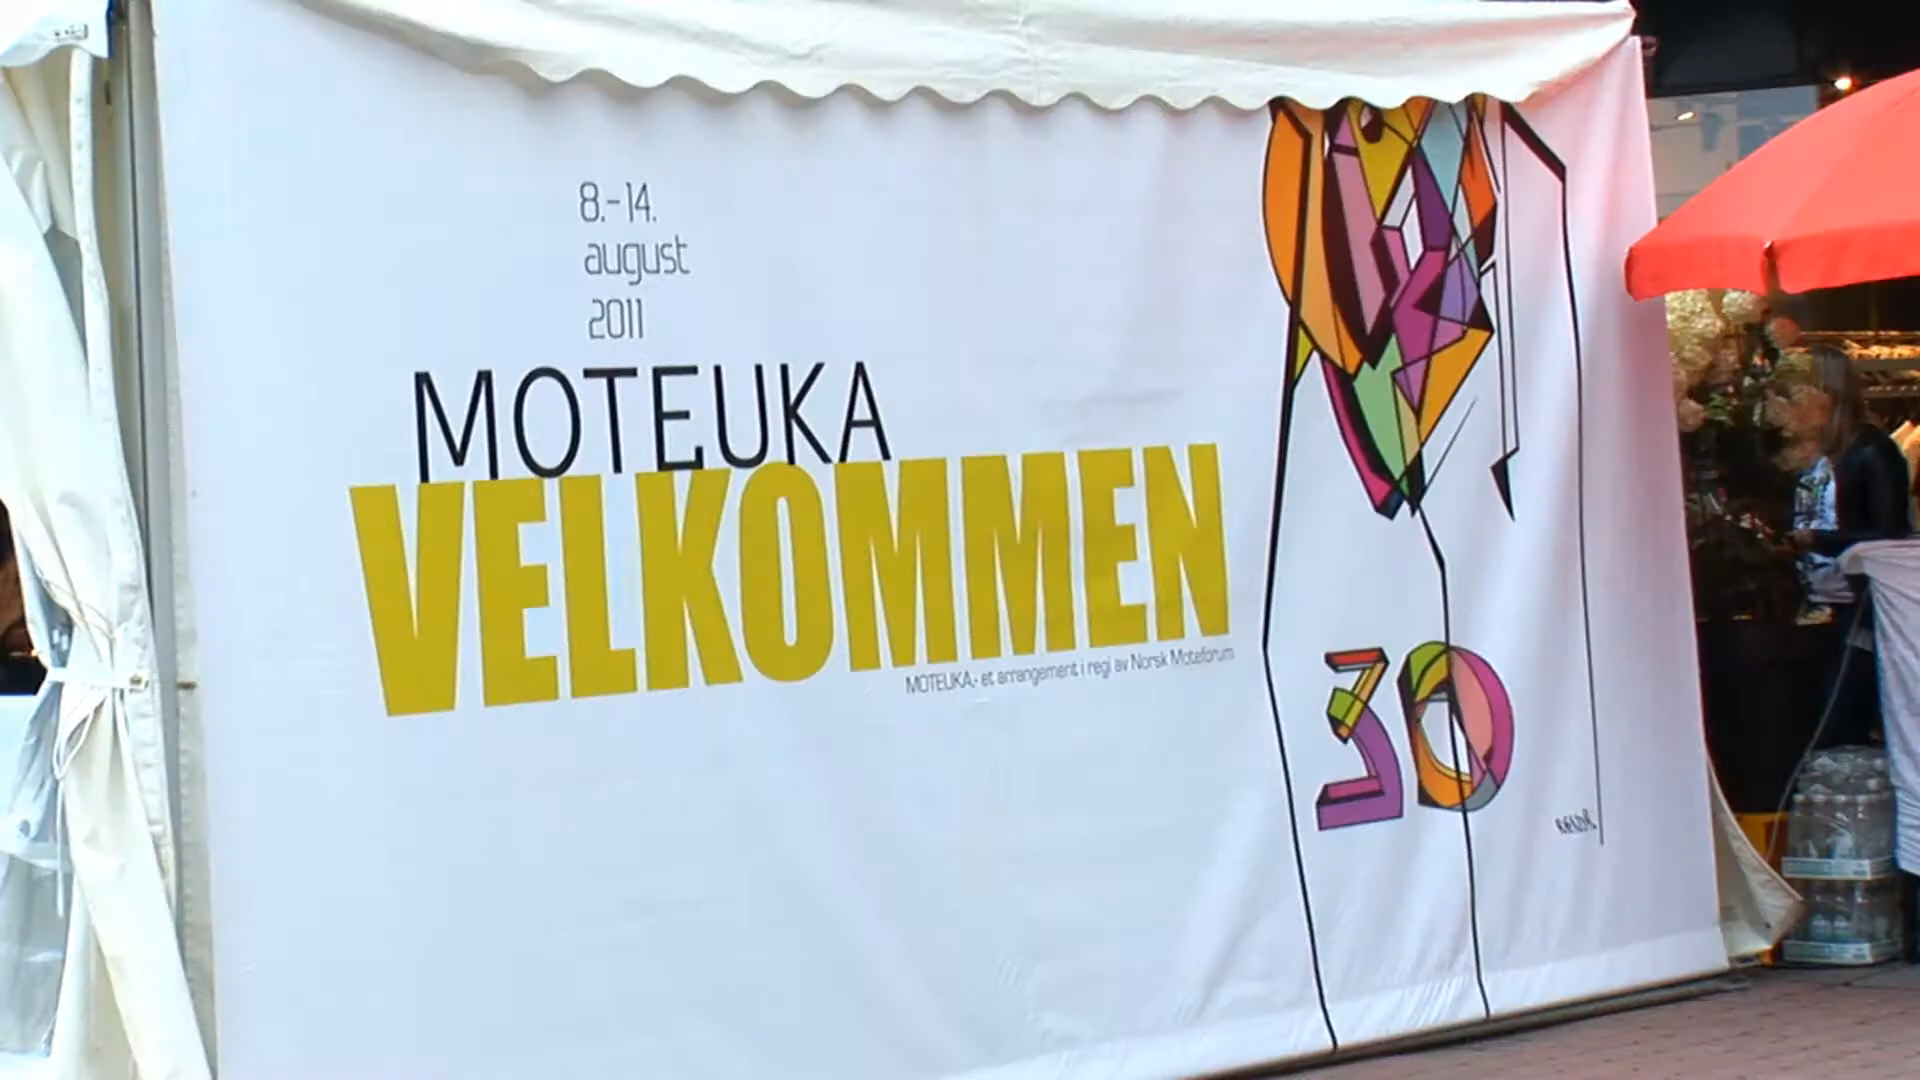 8.-14.
august
2011
MOTEUKA
VELKOMMEN
MOTEUKA,- et arrangement i regi av Norsk Moteforum
30